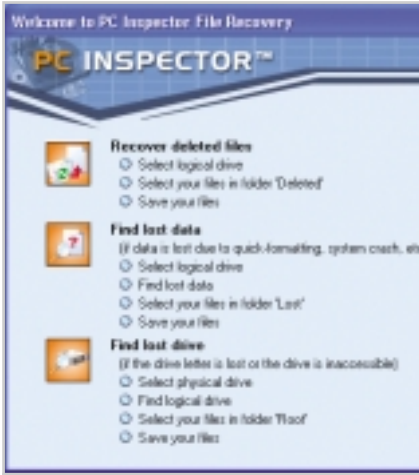 Welcome to PC Inspector File Recovery
PC INSPECTOR™
Recover deleted files
Select logical drive
Select your files in folder 'Deleted'
Save your files
Find lost data
(if data is lost due to quick-formatting, system crash, etc
Select logical drive
Find lost data
Select your files in folder 'Lost'
Save your files
Find lost drive
(if the drive letter is lost or the drive is inaccessible)
Select physical drive
Find logical drive
Select your files in folder 'Root'
Save your files